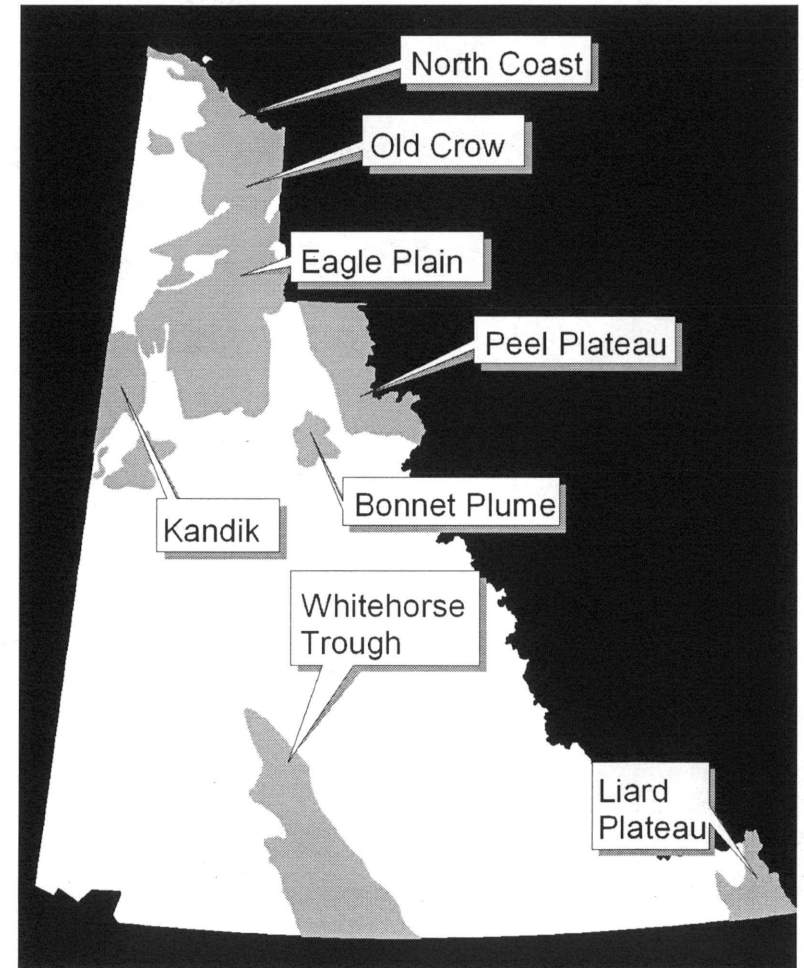 North Coast
Old Crow
Eagle Plain
Peel Plateau
Bonnet Plume
Kandik
Whitehorse
Trough
Liard
Plateau